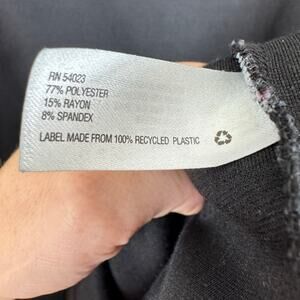 RN 54023
77% POLYESTER
15% RAYON
8% SPANDEX
LABEL MADE FROM 100% RECYCLED PLASTIC